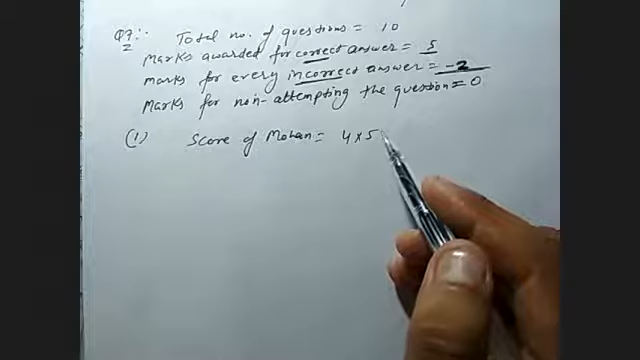 Q7:-
Total no. of questions = 10
Marks awarded for correct answer = 5
Marks for every incorrect answer = -2
Marks for non-attempting the question = 0
(1) Score of Mohan = 4 x 5